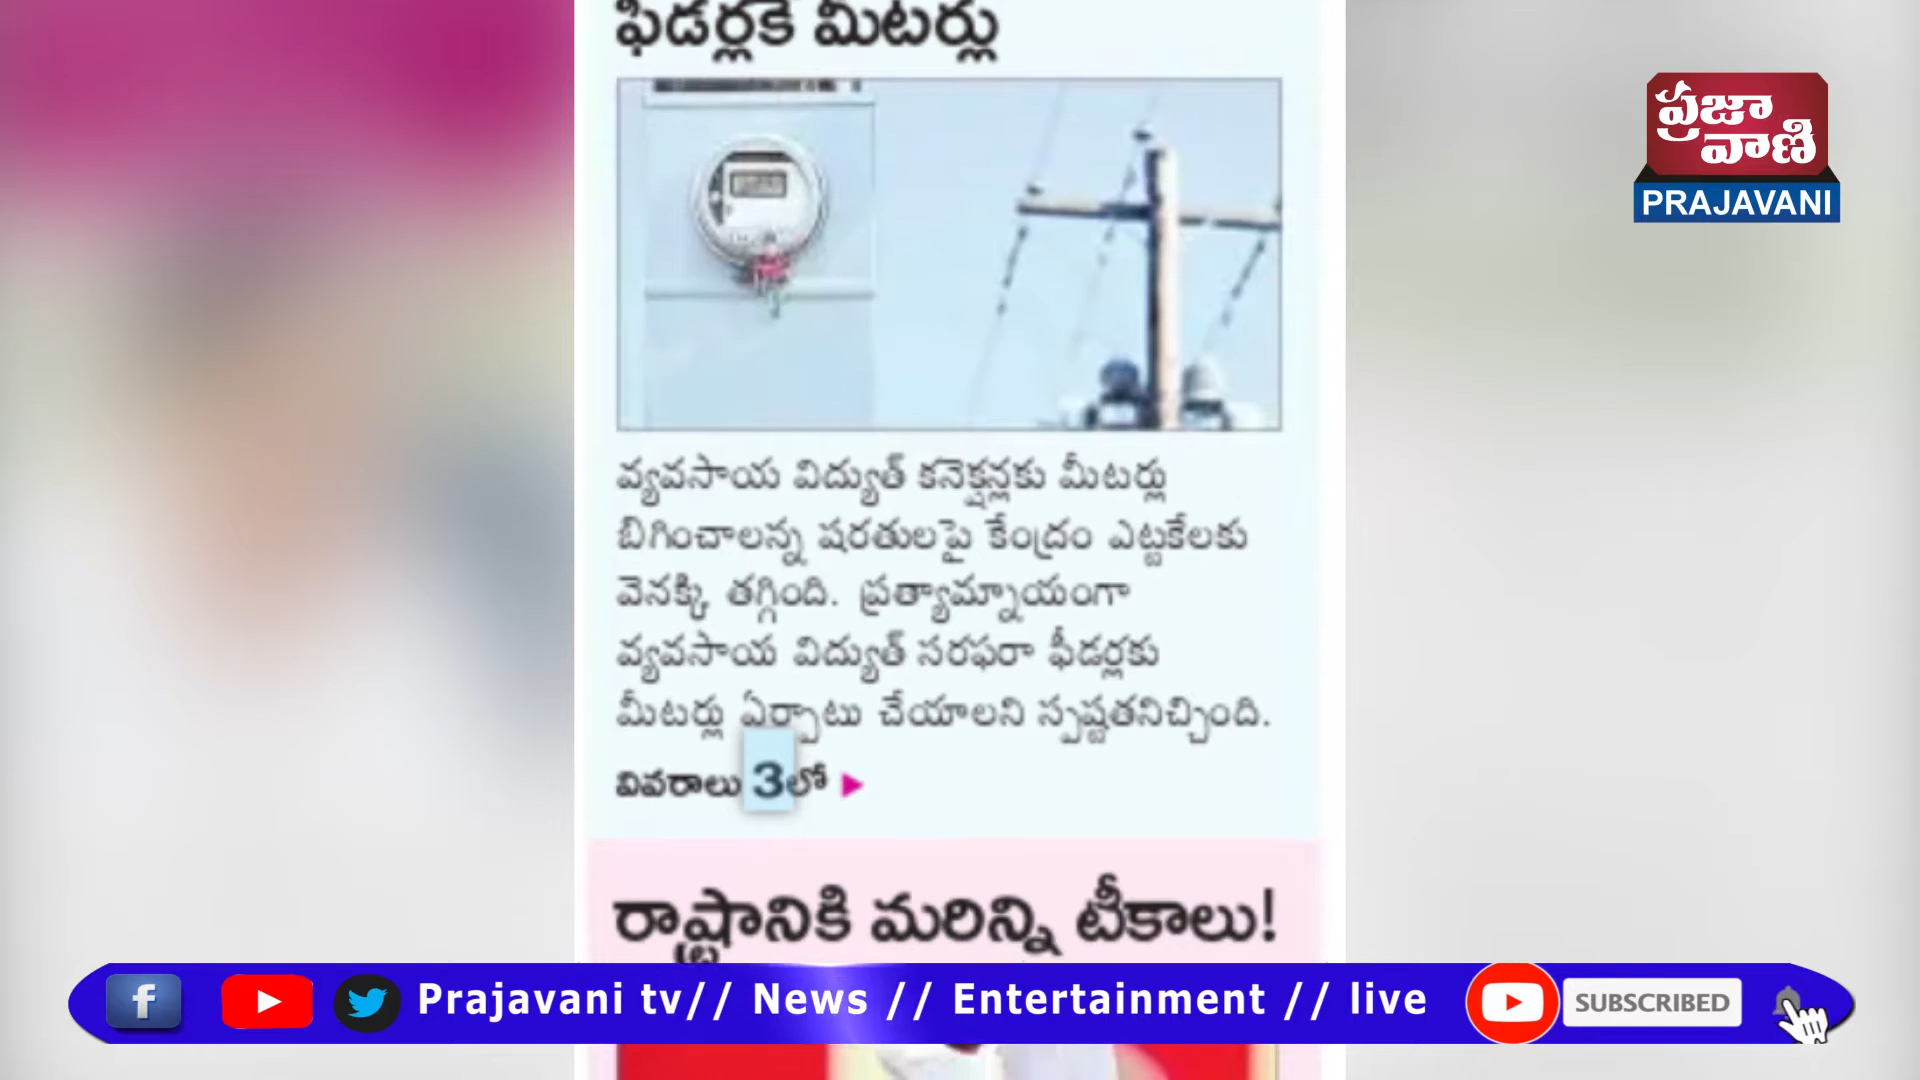 ఫీడర్లకే మీటర్లు
ప్రజా
వాణి
PRAJAVANI
వ్యవసాయ విద్యుత్ కనెక్షన్లకు మీటర్లు
బిగించాలన్న షరతులపై కేంద్రం ఎట్టకేలకు
వెనక్కి తగ్గింది. ప్రత్యామ్నాయంగా
వ్యవసాయ విద్యుత్ సరఫరా ఫీడర్లకు
మీటర్లు ఏర్పాటు చేయాలని స్పష్టతనిచ్చింది.
వివరాలు 3లో
రాష్ట్రానికి మరిన్ని టీకాలు!
Prajavani tv// News // Entertainment // live
SUBSCRIBED